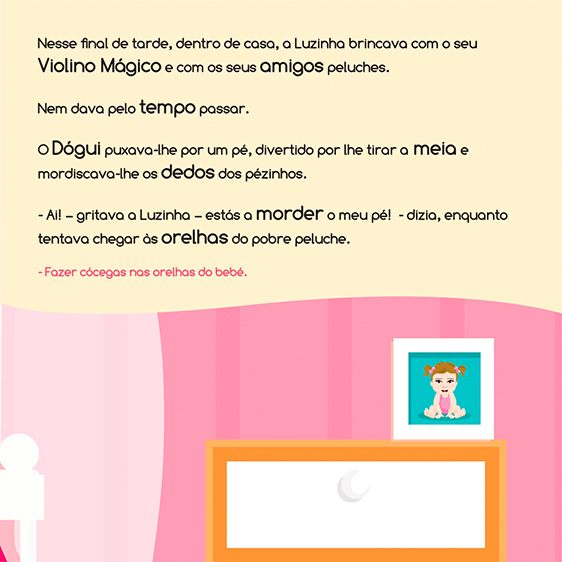 Nesse final de tarde, dentro de casa, a Luzinha brincava com o seu
Violino Mágico e com os seus amigos peluches.
Nem dava pelo tempo passar.
O Dógui puxava-lhe por um pé, divertido por lhe tirar a meia e
mordiscava-lhe os dedos dos pézinhos.
- Ai! – gritava a Luzinha – estás a morder o meu pé!  - dizia, enquanto
tentava chegar às orelhas do pobre peluche.
- Fazer cócegas nas orelhas do bebé.